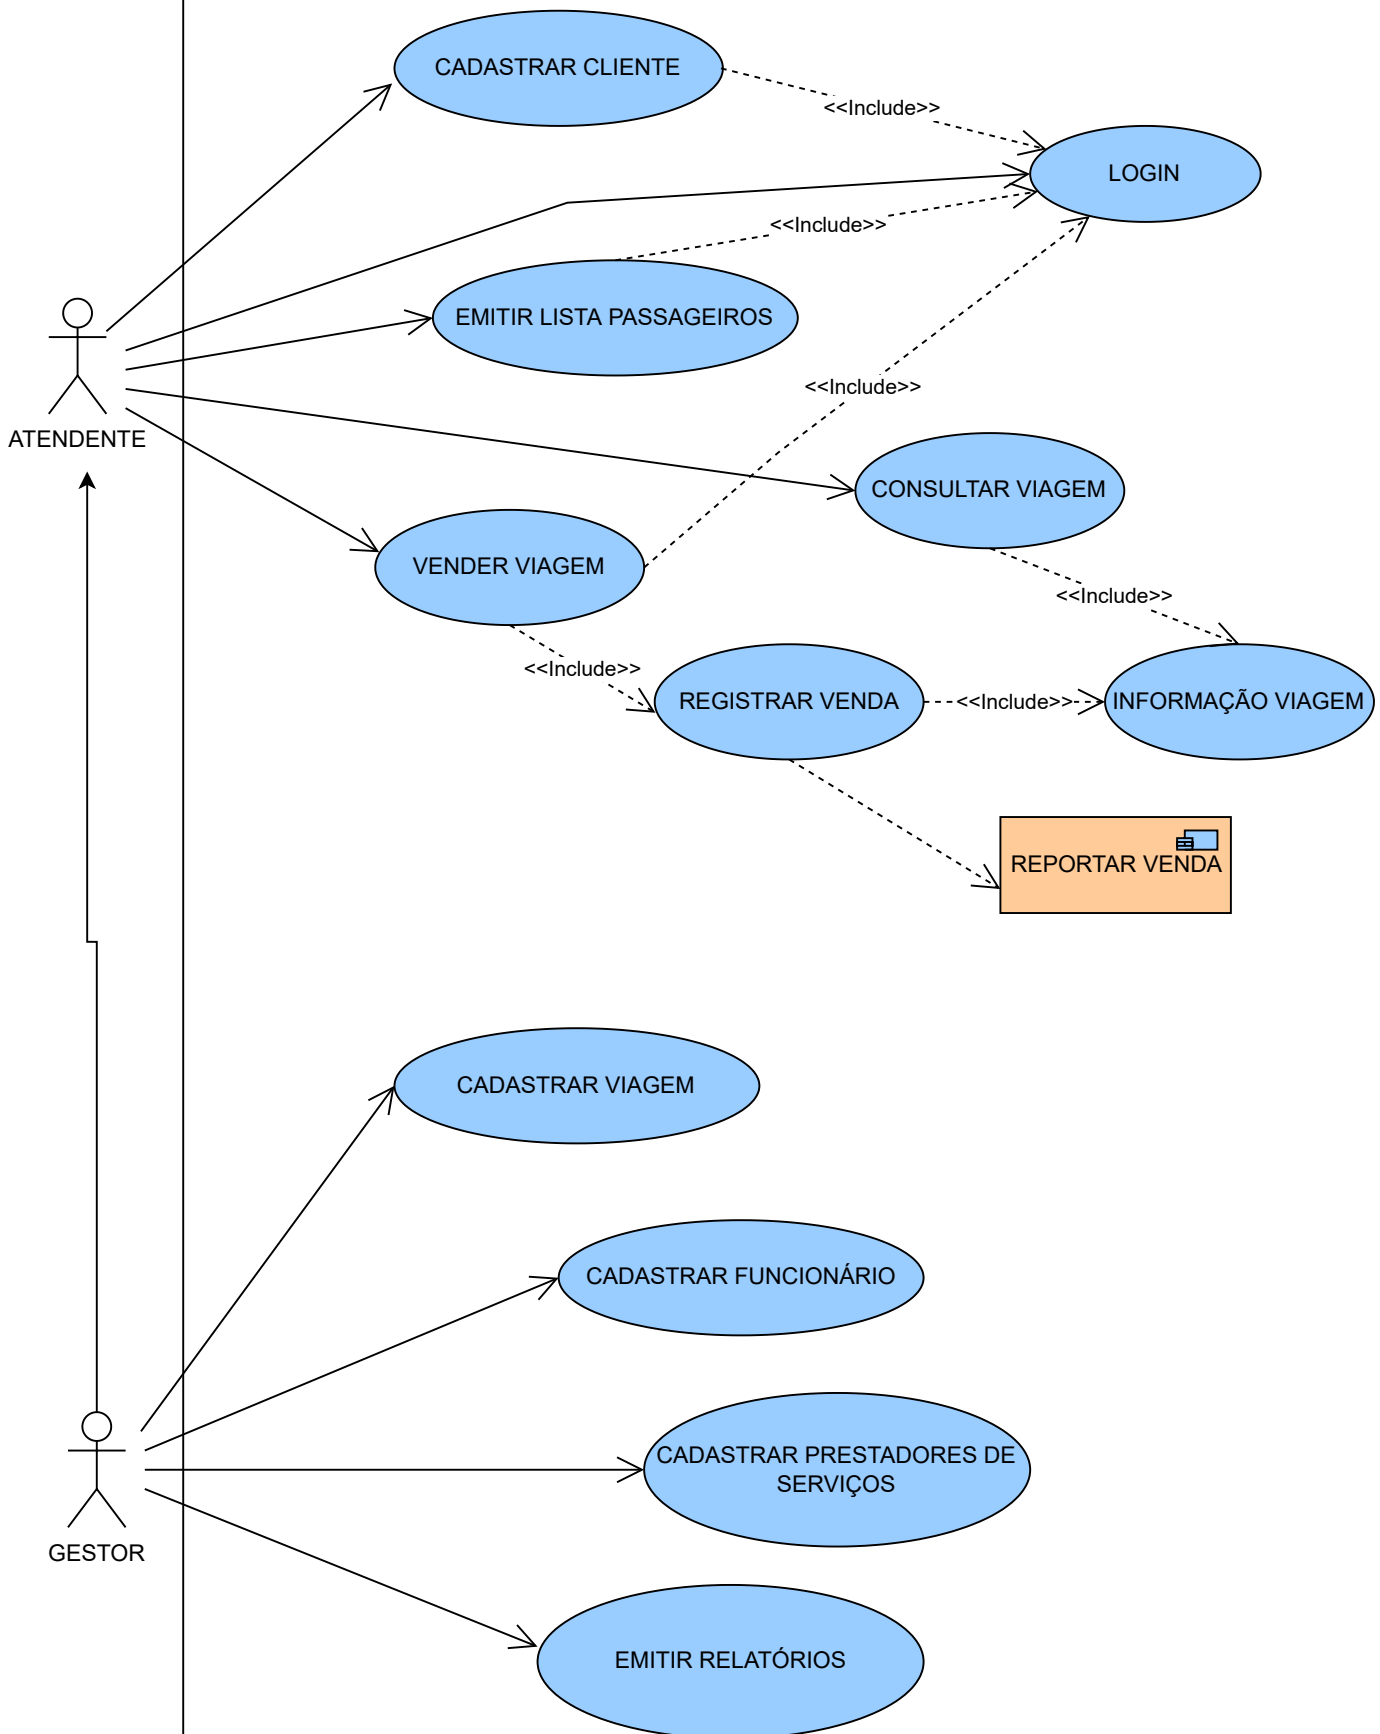 CADASTRAR CLIENTE
<<Include>>
LOGIN
<<Include>>
EMITIR LISTA PASSAGEIROS
<<Include>>
ATENDENTE
CONSULTAR VIAGEM
VENDER VIAGEM
<<Include>>
<<Include>>
REGISTRAR VENDA
<<Include>>
INFORMAÇÃO VIAGEM
REPORTAR VENDA
CADASTRAR VIAGEM
CADASTRAR FUNCIONÁRIO
CADASTRAR PRESTADORES DE
SERVIÇOS
GESTOR
EMITIR RELATÓRIOS